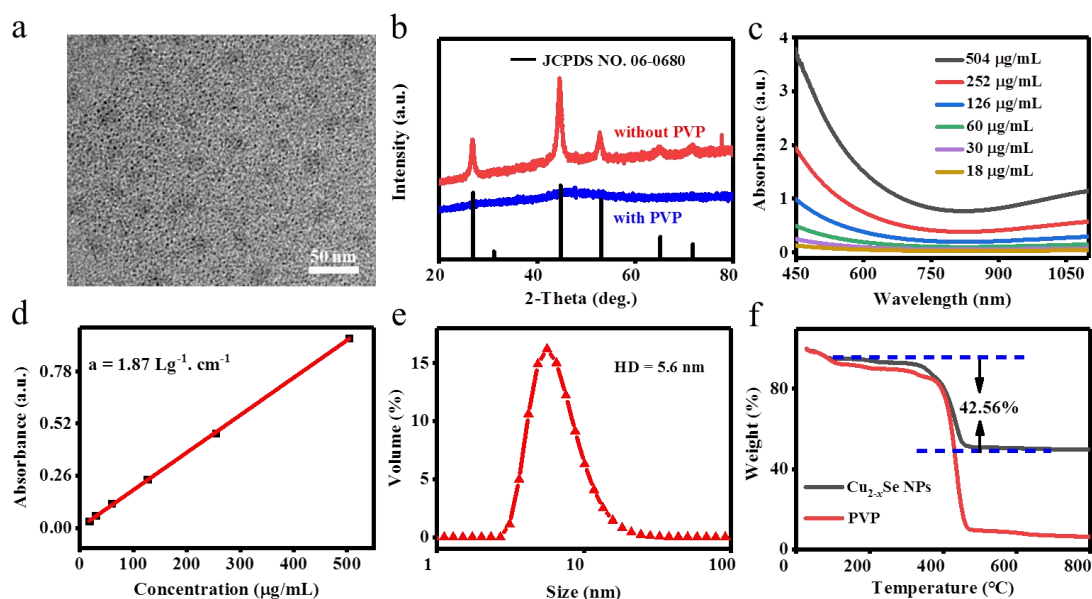 a
50 nm
b
Intensity (a.u.)
JCPDS NO. 06-0680
without PVP
with PVP
20 40 60 80
2-Theta (deg.)
c
Absorbance (a.u.)
4
3
2
1
0
504 μg/mL
252 μg/mL
126 μg/mL
60 μg/mL
30 μg/mL
18 μg/mL
450 600 750 900 1050
Wavelength (nm)
d
Absorbance (a.u.)
a = 1.87 Lg⁻¹. cm⁻¹
0.78
0.52
0.26
0.00
0 100 200 300 400 500
Concentration (μg/mL)
e
Volume (%)
HD = 5.6 nm
15
10
5
0
1 10 100
Size (nm)
f
Weight (%)
80
40
0
42.56%
Cu₂₋ₓSe NPs
PVP
0 200 400 600 800
Temperature (°C)